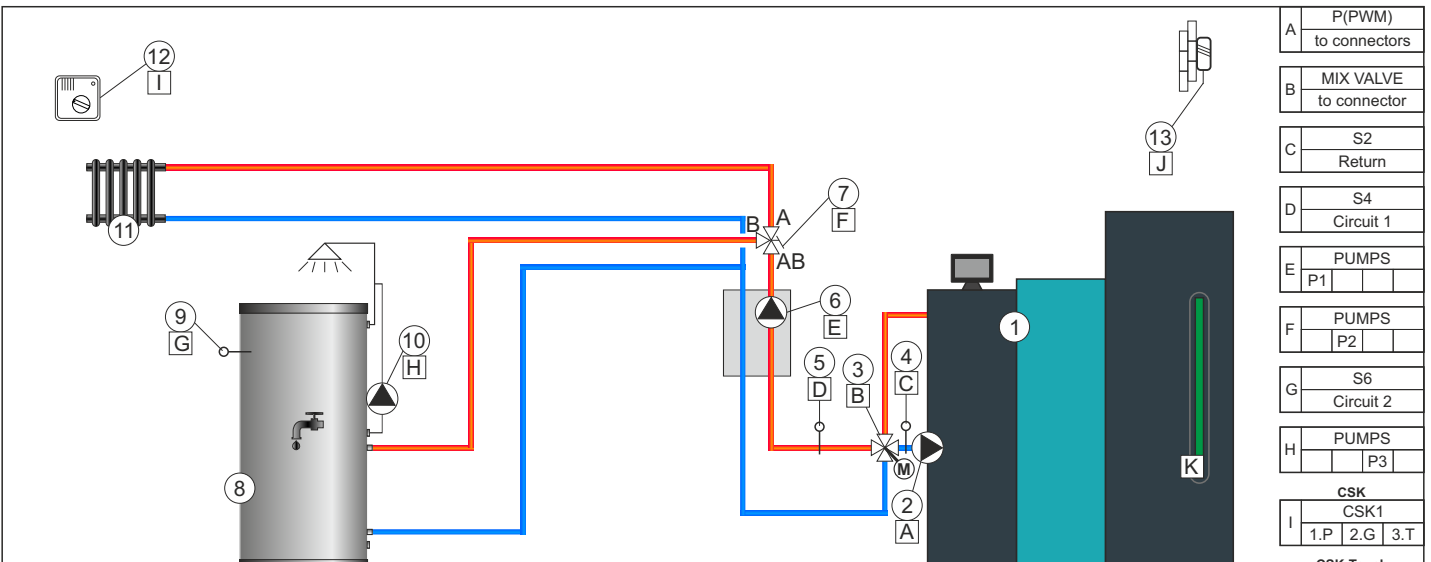 12
I
13
J
11
B
A
AB
7
F
6
E
9
G
10
H
8
5
D
3
B
4
C
M
2
A
1
K
A
P(PWM)
to connectors
B
MIX VALVE
to connector
C
S2
Return
D
S4
Circuit 1
E
PUMPS
P1
F
PUMPS
P2
G
S6
Circuit 2
H
PUMPS
P3
CSK
I
CSK1
1.P 2.G 3.T